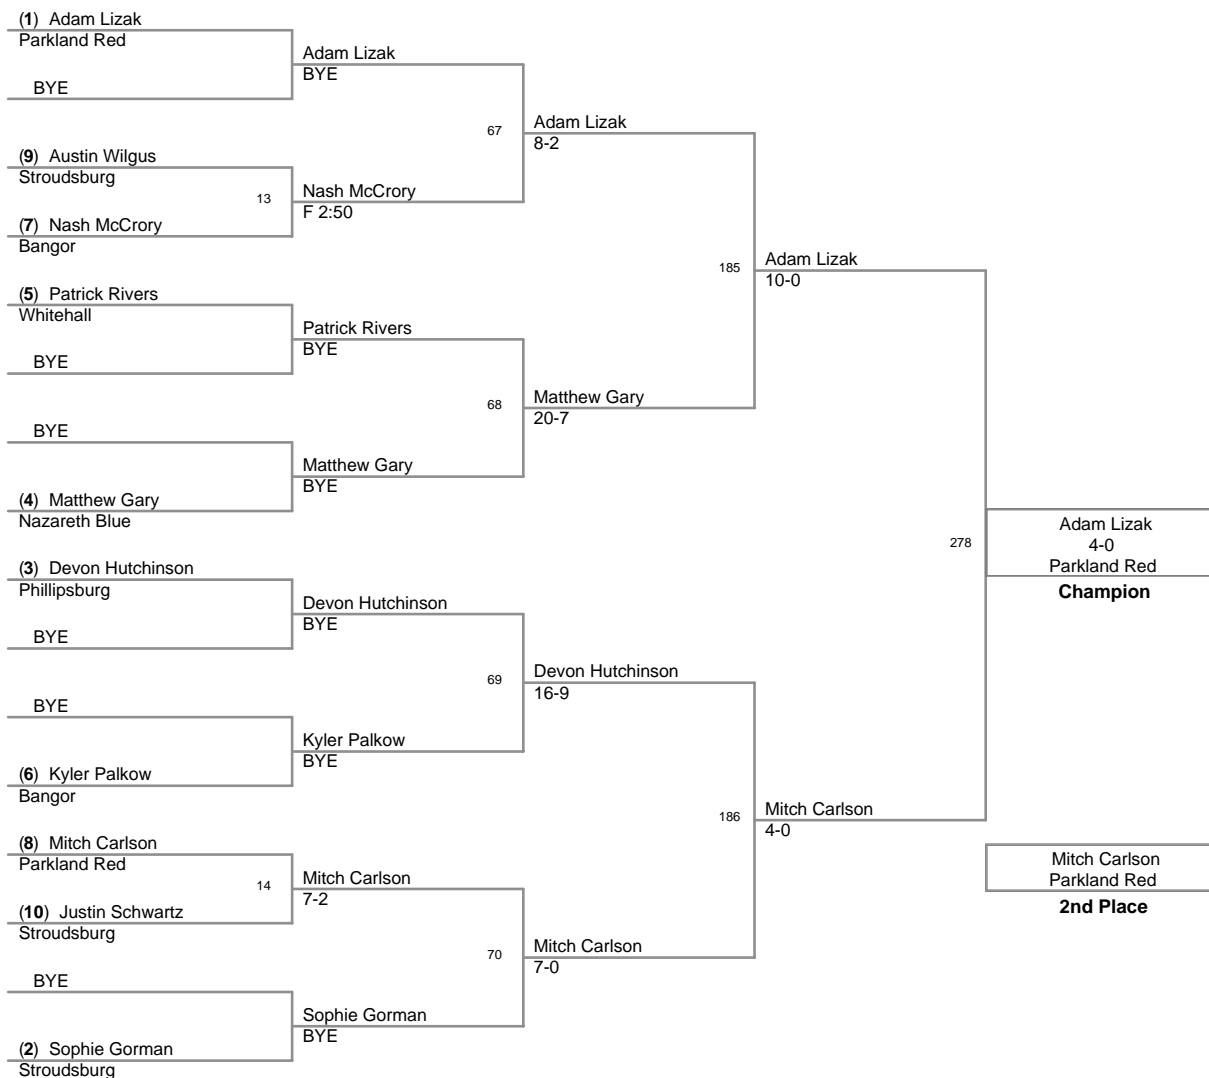 (1) Adam Lizak
Parkland Red
BYE
(9) Austin Wilgus
Stroudsburg
13
(7) Nash McCrory
Bangor
(5) Patrick Rivers
Whitehall
BYE
BYE
(4) Matthew Gary
Nazareth Blue
(3) Devon Hutchinson
Phillipsburg
BYE
BYE
(6) Kyler Palkow
Bangor
(8) Mitch Carlson
Parkland Red
14
(10) Justin Schwartz
Stroudsburg
BYE
(2) Sophie Gorman
Stroudsburg
Adam Lizak
BYE
67
Nash McCrory
F 2:50
Patrick Rivers
BYE
68
Matthew Gary
BYE
Devon Hutchinson
BYE
69
Kyler Palkow
BYE
Mitch Carlson
7-2
70
Sophie Gorman
BYE
Adam Lizak
8-2
185
Matthew Gary
20-7
Devon Hutchinson
16-9
186
Mitch Carlson
7-0
Adam Lizak
10-0
278
Mitch Carlson
4-0
Adam Lizak
4-0
Parkland Red
Champion
Mitch Carlson
Parkland Red
2nd Place